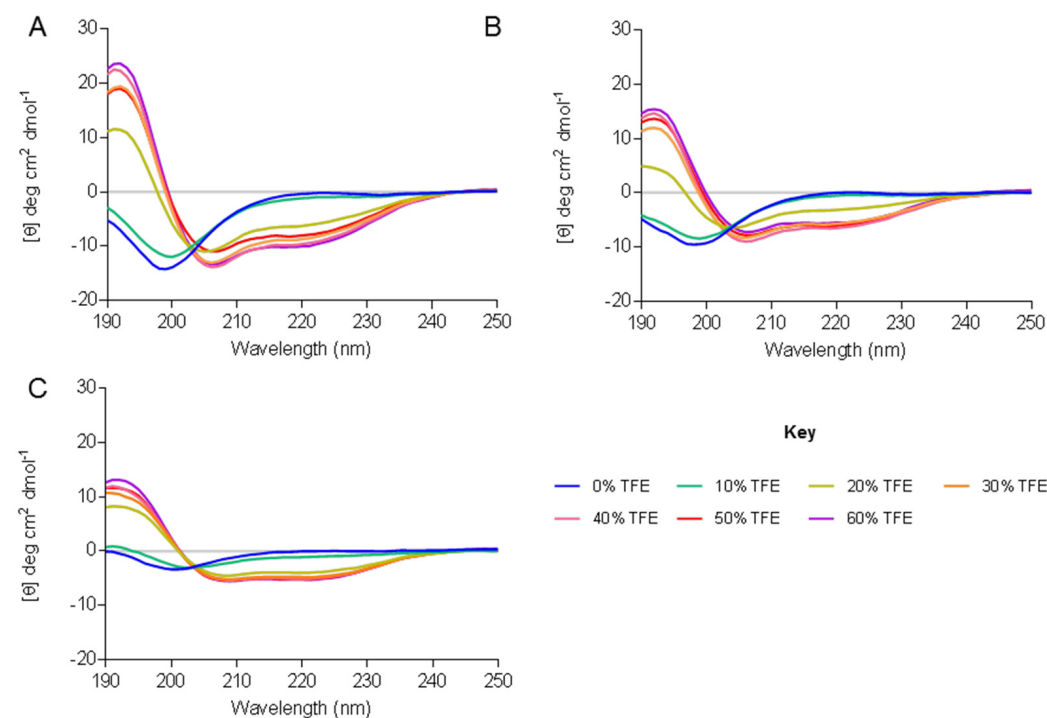 A
30
20
10
0
-10
-20
[θ] deg cm² dmol⁻¹
190 200 210 220 230 240 250
Wavelength (nm)
B
30
20
10
0
-10
-20
[θ] deg cm² dmol⁻¹
190 200 210 220 230 240 250
Wavelength (nm)
C
30
20
10
0
-10
-20
[θ] deg cm² dmol⁻¹
190 200 210 220 230 240 250
Wavelength (nm)
Key
0% TFE 10% TFE 20% TFE 30% TFE
40% TFE 50% TFE 60% TFE